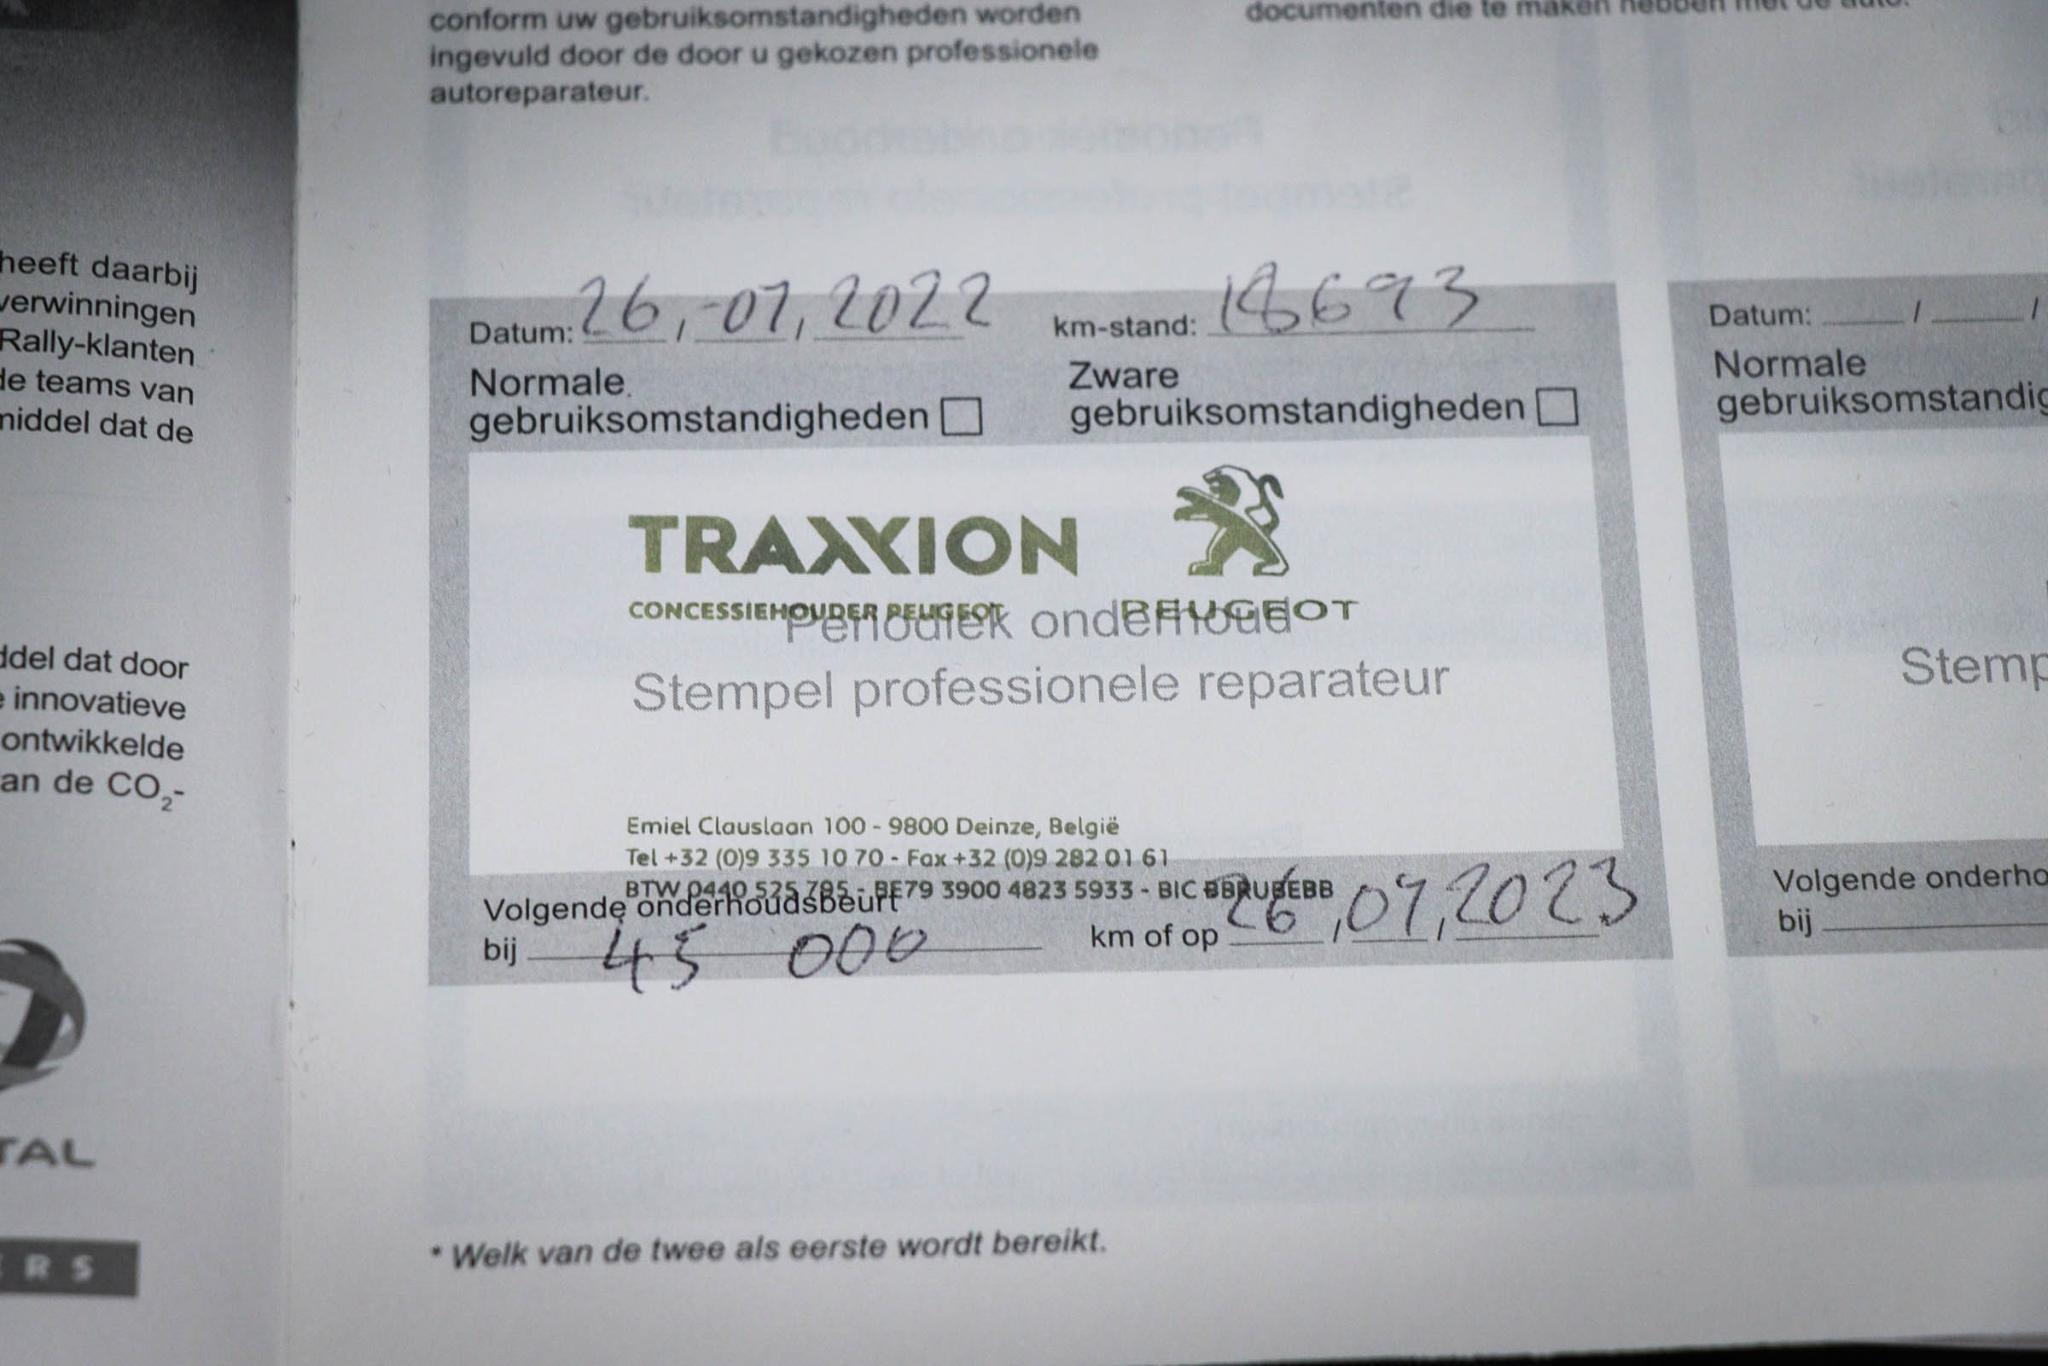 conform uw gebruiksomstandigheden worden
ingevuld door de door u gekozen professionele
autoreparateur.
documenten die te maken hebben met de auto.
heeft daarbij
verwinningen
Rally-klanten
de teams van
middel dat de
ddel dat door
innovatieve
ontwikkelde
an de CO₂-
TAL
ERS
Datum: 26, -07, 2022 km-stand: 18693
Normale
gebruiksomstandigheden
Zware
gebruiksomstandigheden
TRAXXION
CONCESSIEHOUDER PEUGEOT
PEUGEOT
Periodiek onderhoud
Stempel professionele reparateur
Emiel Clauslaan 100 - 9800 Deinze, België
Tel +32 (0)9 335 10 70 - Fax +32 (0)9 282 01 61
BTW 0440 525 785 - BE79 3900 4823 5933 - BIC BBRUBEBB
Volgende onderhoudsbeurt
bij 45 000 km of op 26, 07, 2023 *
* Welk van de twee als eerste wordt bereikt.
Datum: / /
Normale
gebruiksomstandig
Stemp
Volgende onderho
bij